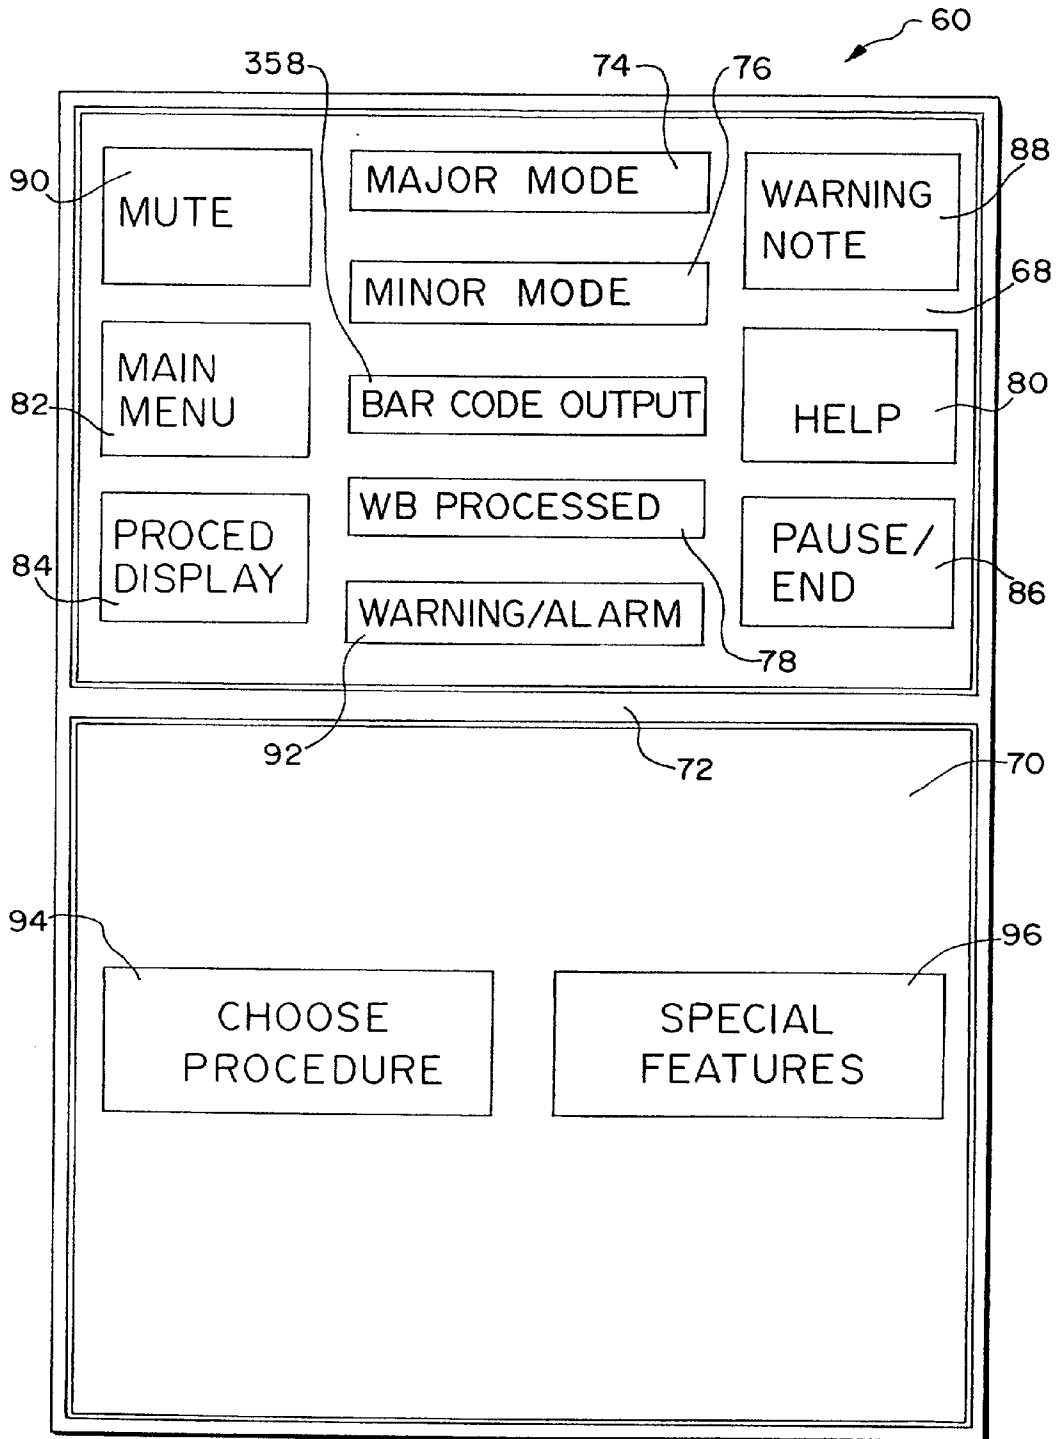 60
358
74
76
90
MUTE
MAJOR MODE
WARNING
NOTE
88
MINOR MODE
68
MAIN
MENU
82
BAR CODE OUTPUT
HELP
80
PROCED
DISPLAY
84
WB PROCESSED
PAUSE/
END
86
WARNING/ALARM
78
92
72
70
94
96
CHOOSE
PROCEDURE
SPECIAL
FEATURES